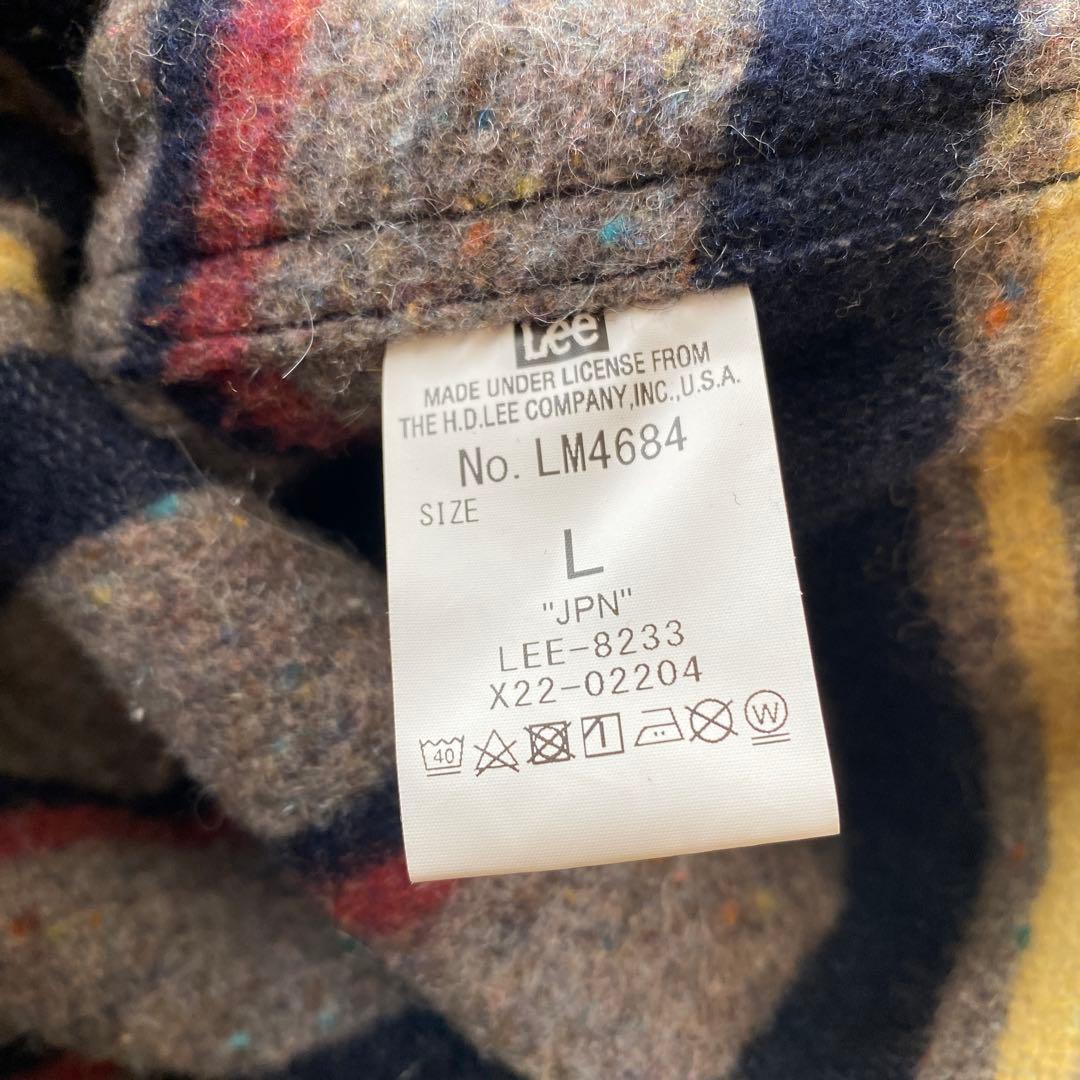 Lee
MADE UNDER LICENSE FROM
THE H.D.LEE COMPANY,INC.,U.S.A.
No. LM4684
SIZE
L
"JPN"
LEE-8233
X22-02204
40
W